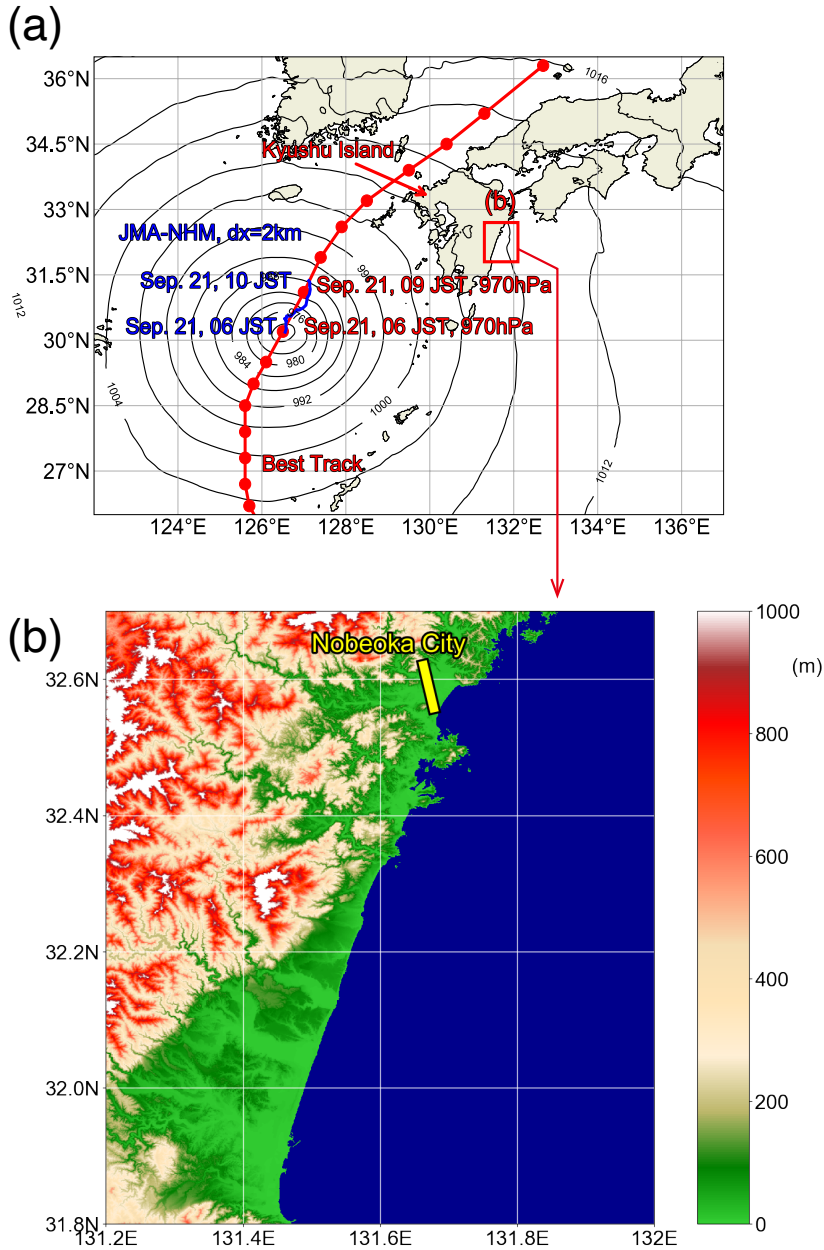 (a)
36°N
1016
34.5°N
Kyushu Island
33°N
(b)
JMA-NHM, dx=2km
31.5°N
Sep. 21, 10 JST
Sep. 21, 09 JST, 970hPa
1012
30°N
Sep. 21, 06 JST
976
Sep.21, 06 JST, 970hPa
984
980
1004
992
1000
28.5°N
Best Track
27°N
1012
124°E 126°E 128°E 130°E 132°E 134°E 136°E
(b)
1000
Nobeoka City
(m)
32.6N
800
32.4N
600
32.2N
400
32.0N
200
31.8N
0
131.2E 131.4E 131.6E 131.8E 132E